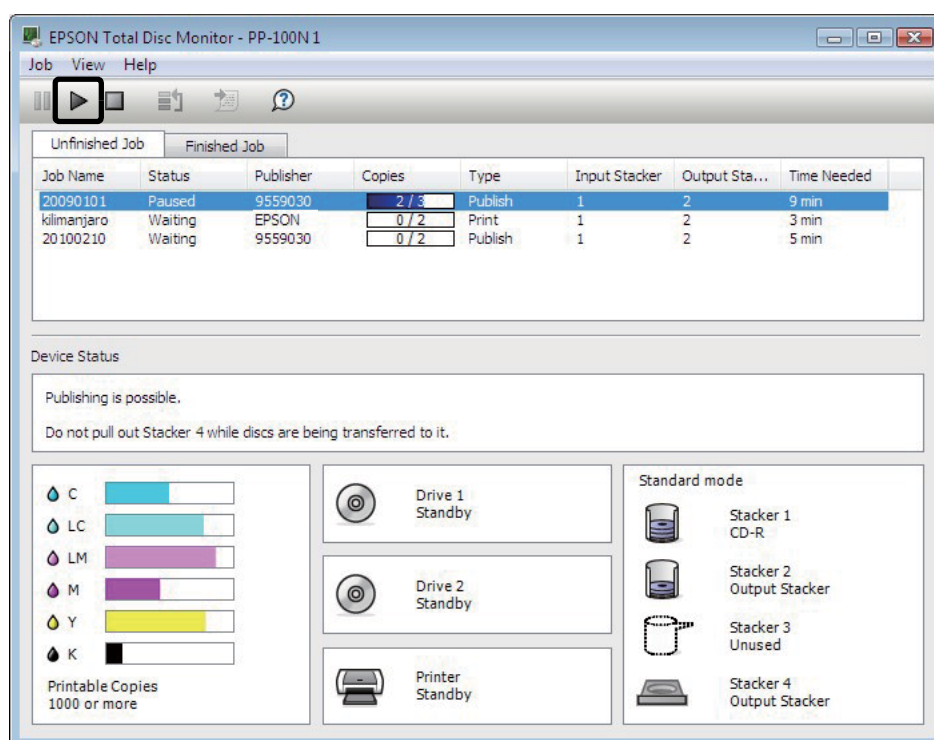 EPSON Total Disc Monitor - PP-100N 1
Job View Help
Unfinished Job Finished Job
Job Name Status Publisher Copies Type Input Stacker Output Sta... Time Needed
20090101 Paused 9559030 2 / 3 Publish 1 2 9 min
kilimanjaro Waiting EPSON 0 / 2 Print 1 2 3 min
20100210 Waiting 9559030 0 / 2 Publish 1 2 5 min
Device Status
Publishing is possible.
Do not pull out Stacker 4 while discs are being transferred to it.
C
LC
LM
M
Y
K
Printable Copies
1000 or more
Drive 1
Standby
Drive 2
Standby
Printer
Standby
Standard mode
Stacker 1
CD-R
Stacker 2
Output Stacker
Stacker 3
Unused
Stacker 4
Output Stacker